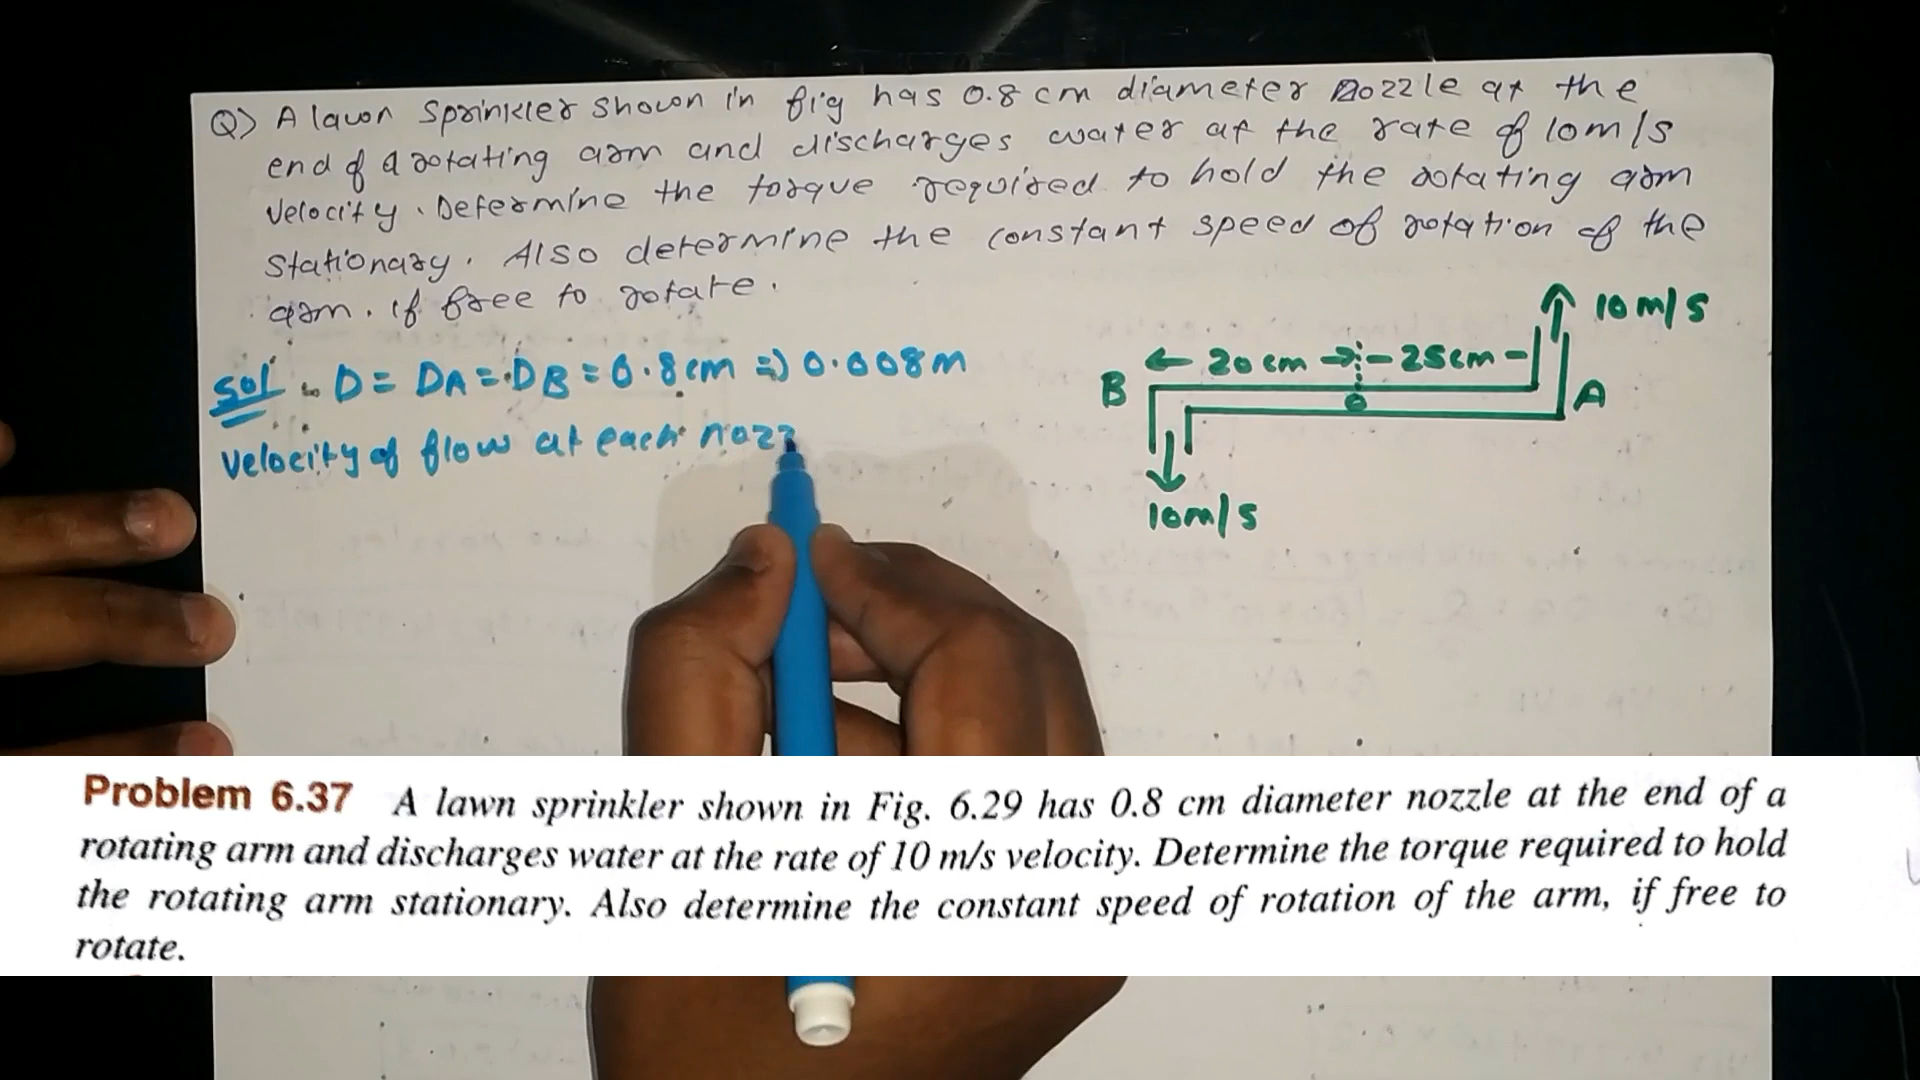 Q) A lawn sprinkler shown in fig has 0.8 cm diameter nozzle at the
end of a rotating arm and discharges water at the rate of 10m/s
velocity. Determine the torque required to hold the rotating arm
stationary. Also determine the constant speed of rotation of the
arm. if free to rotate.
Sol D = DA = DB = 0.8cm => 0.008m
velocity of flow at each nozz
10m/s
B ← 20cm → - 25cm - A
O
10m/s
Problem 6.37 A lawn sprinkler shown in Fig. 6.29 has 0.8 cm diameter nozzle at the end of a
rotating arm and discharges water at the rate of 10 m/s velocity. Determine the torque required to hold
the rotating arm stationary. Also determine the constant speed of rotation of the arm, if free to
rotate.